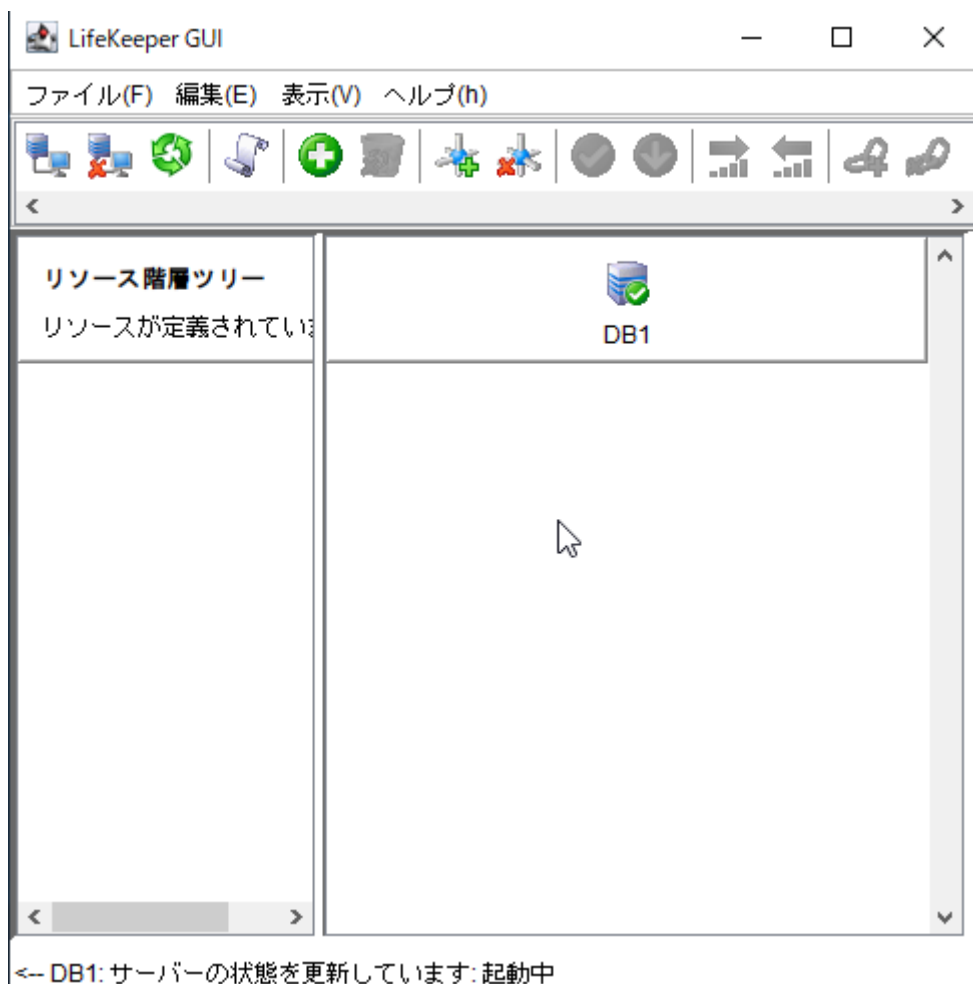 LifeKeeper GUI
ファイル(F) 編集(E) 表示(V) ヘルプ(h)
リソース階層ツリー
リソースが定義されてい
DB1
<-- DB1: サーバーの状態を更新しています: 起動中